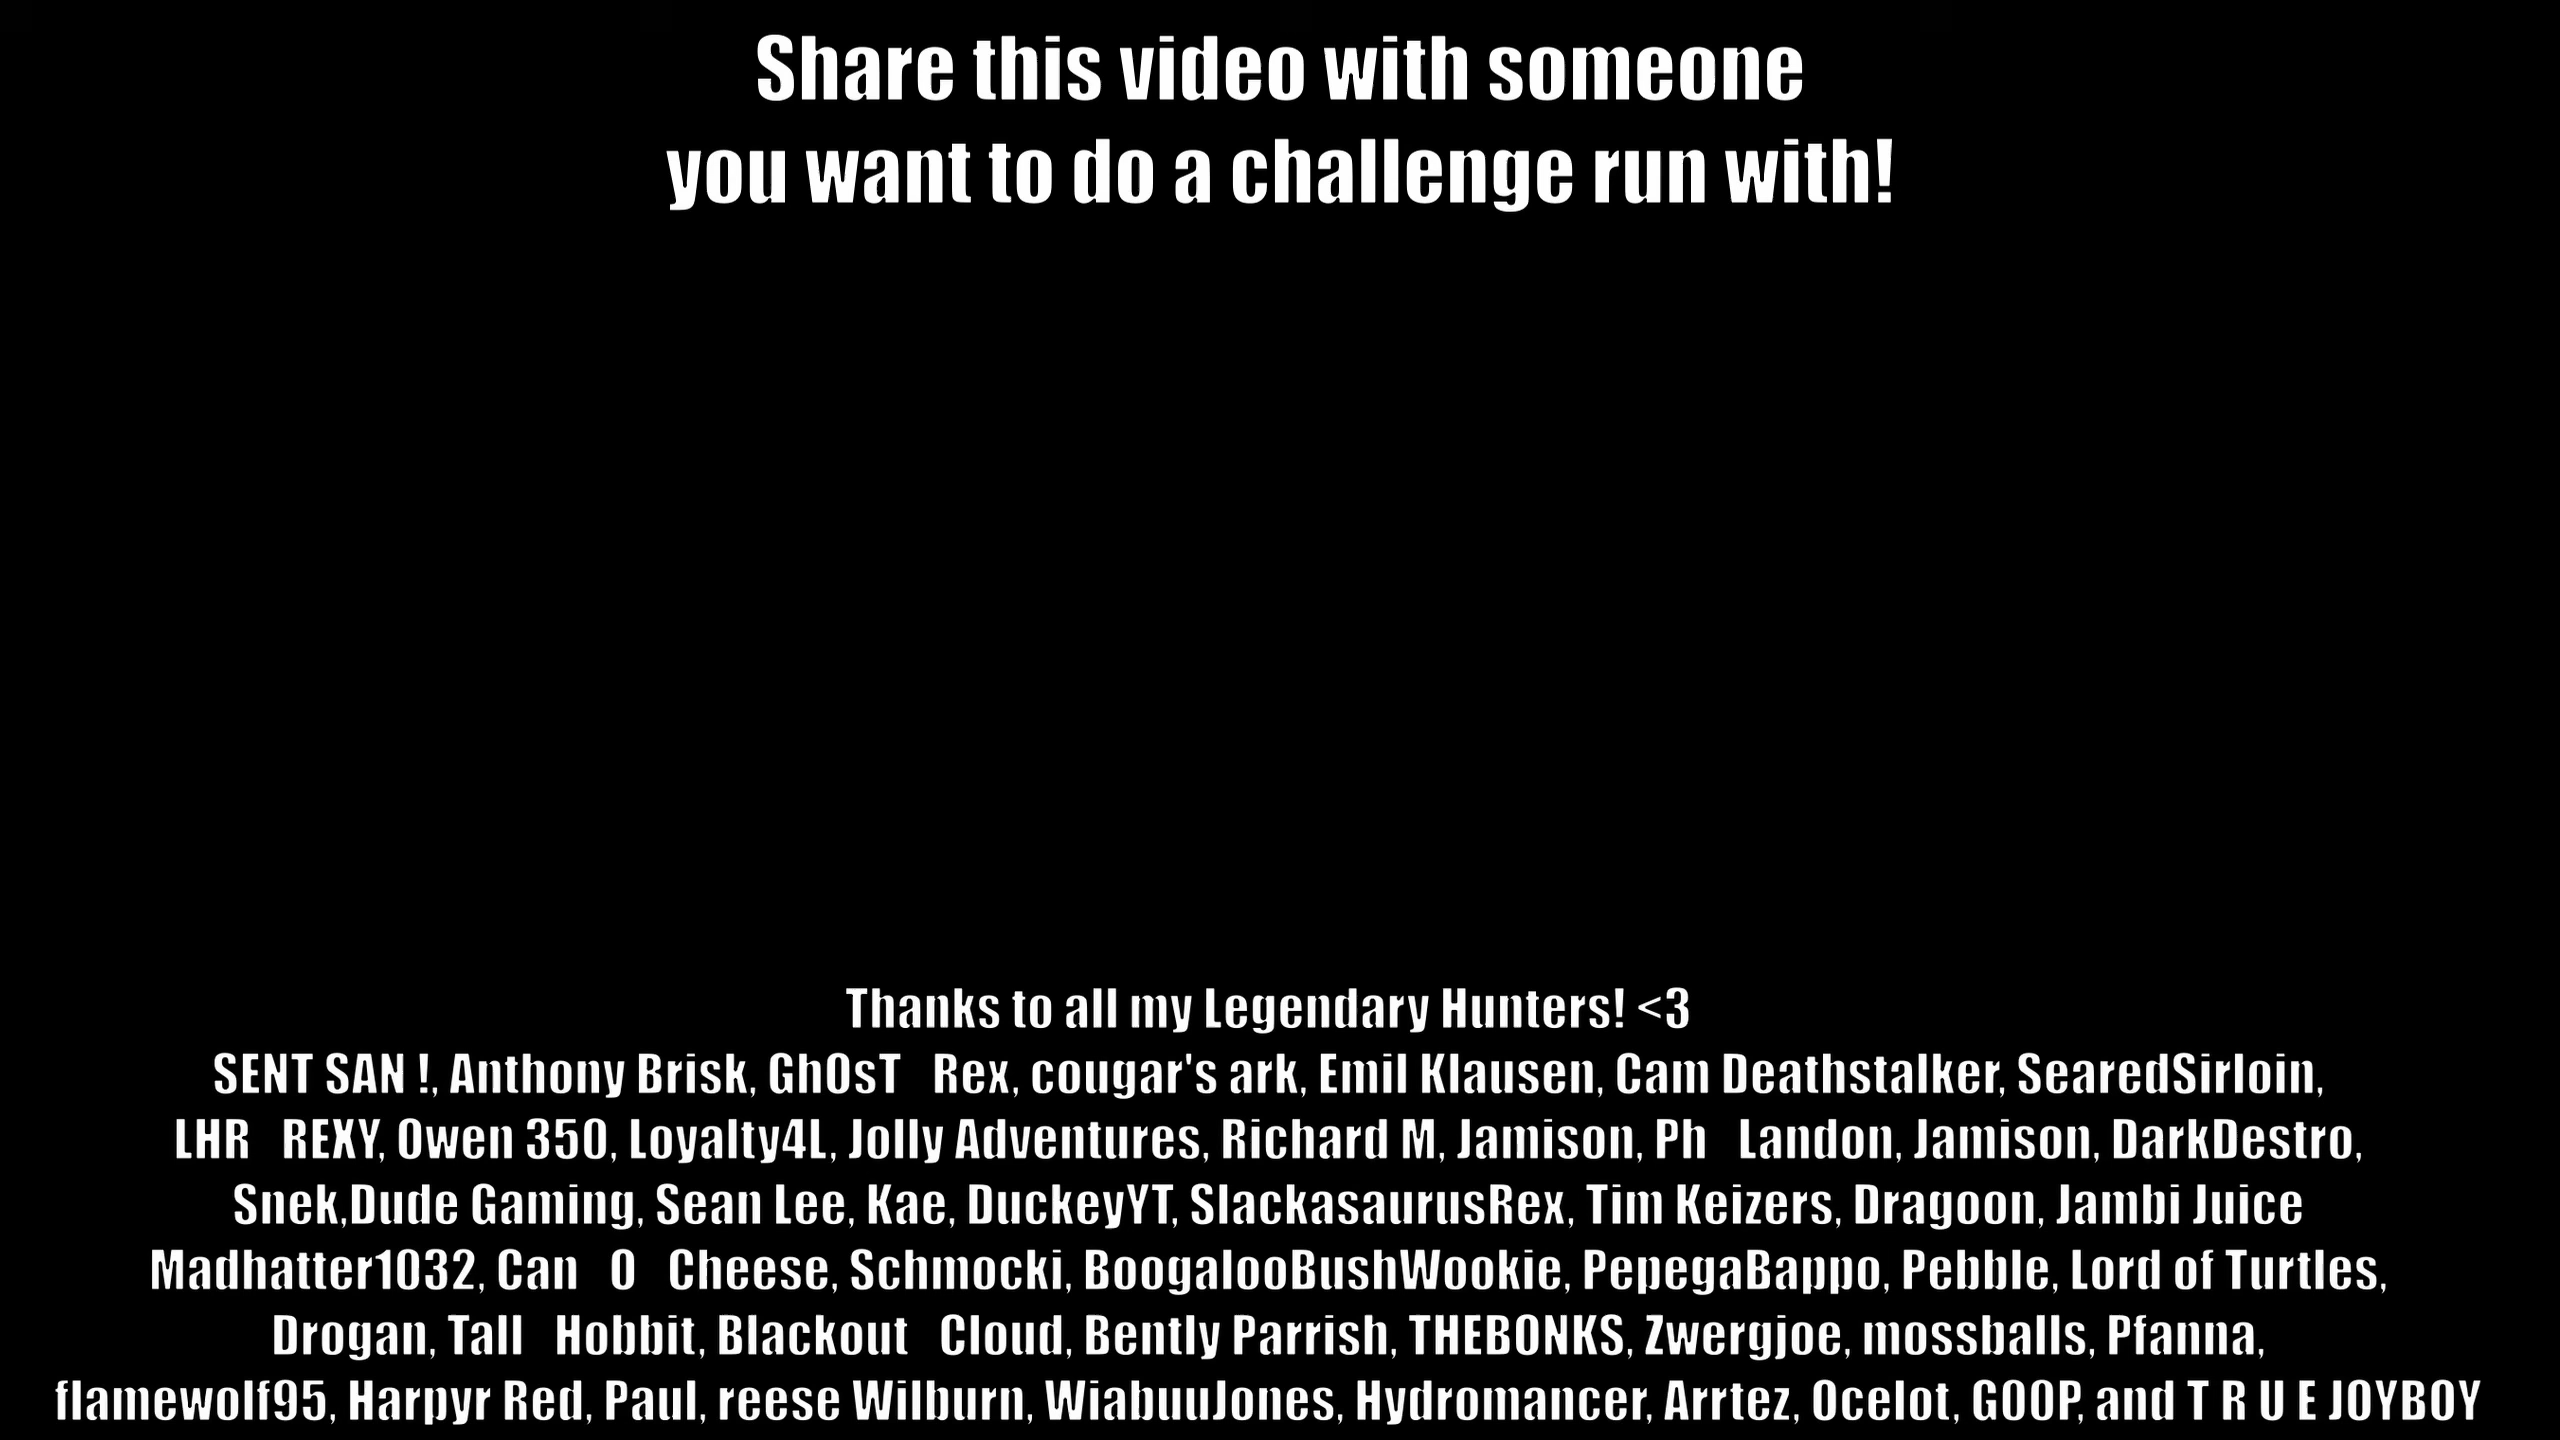 Share this video with someone
you want to do a challenge run with!
Thanks to all my Legendary Hunters! <3
SENT SAN !, Anthony Brisk, Gh0sT   Rex, cougar's ark, Emil Klausen, Cam Deathstalker, SearedSirloin,
LHR   REXY, Owen 350, Loyalty4L, Jolly Adventures, Richard M, Jamison, Ph   Landon, Jamison, DarkDestro,
Snek,Dude Gaming, Sean Lee, Kae, DuckeyYT, SlackasaurusRex, Tim Keizers, Dragoon, Jambi Juice
Madhatter1032, Can   O   Cheese, Schmocki, BoogalooBushWookie, PepegaBappo, Pebble, Lord of Turtles,
Drogan, Tall   Hobbit, Blackout   Cloud, Bently Parrish, THEBONKS, Zwergjoe, mossballs, Pfanna,
flamewolf95, Harpyr Red, Paul, reese Wilburn, WiabuuJones, Hydromancer, Arrtez, Ocelot, GOOP, and T R U E JOYBOY